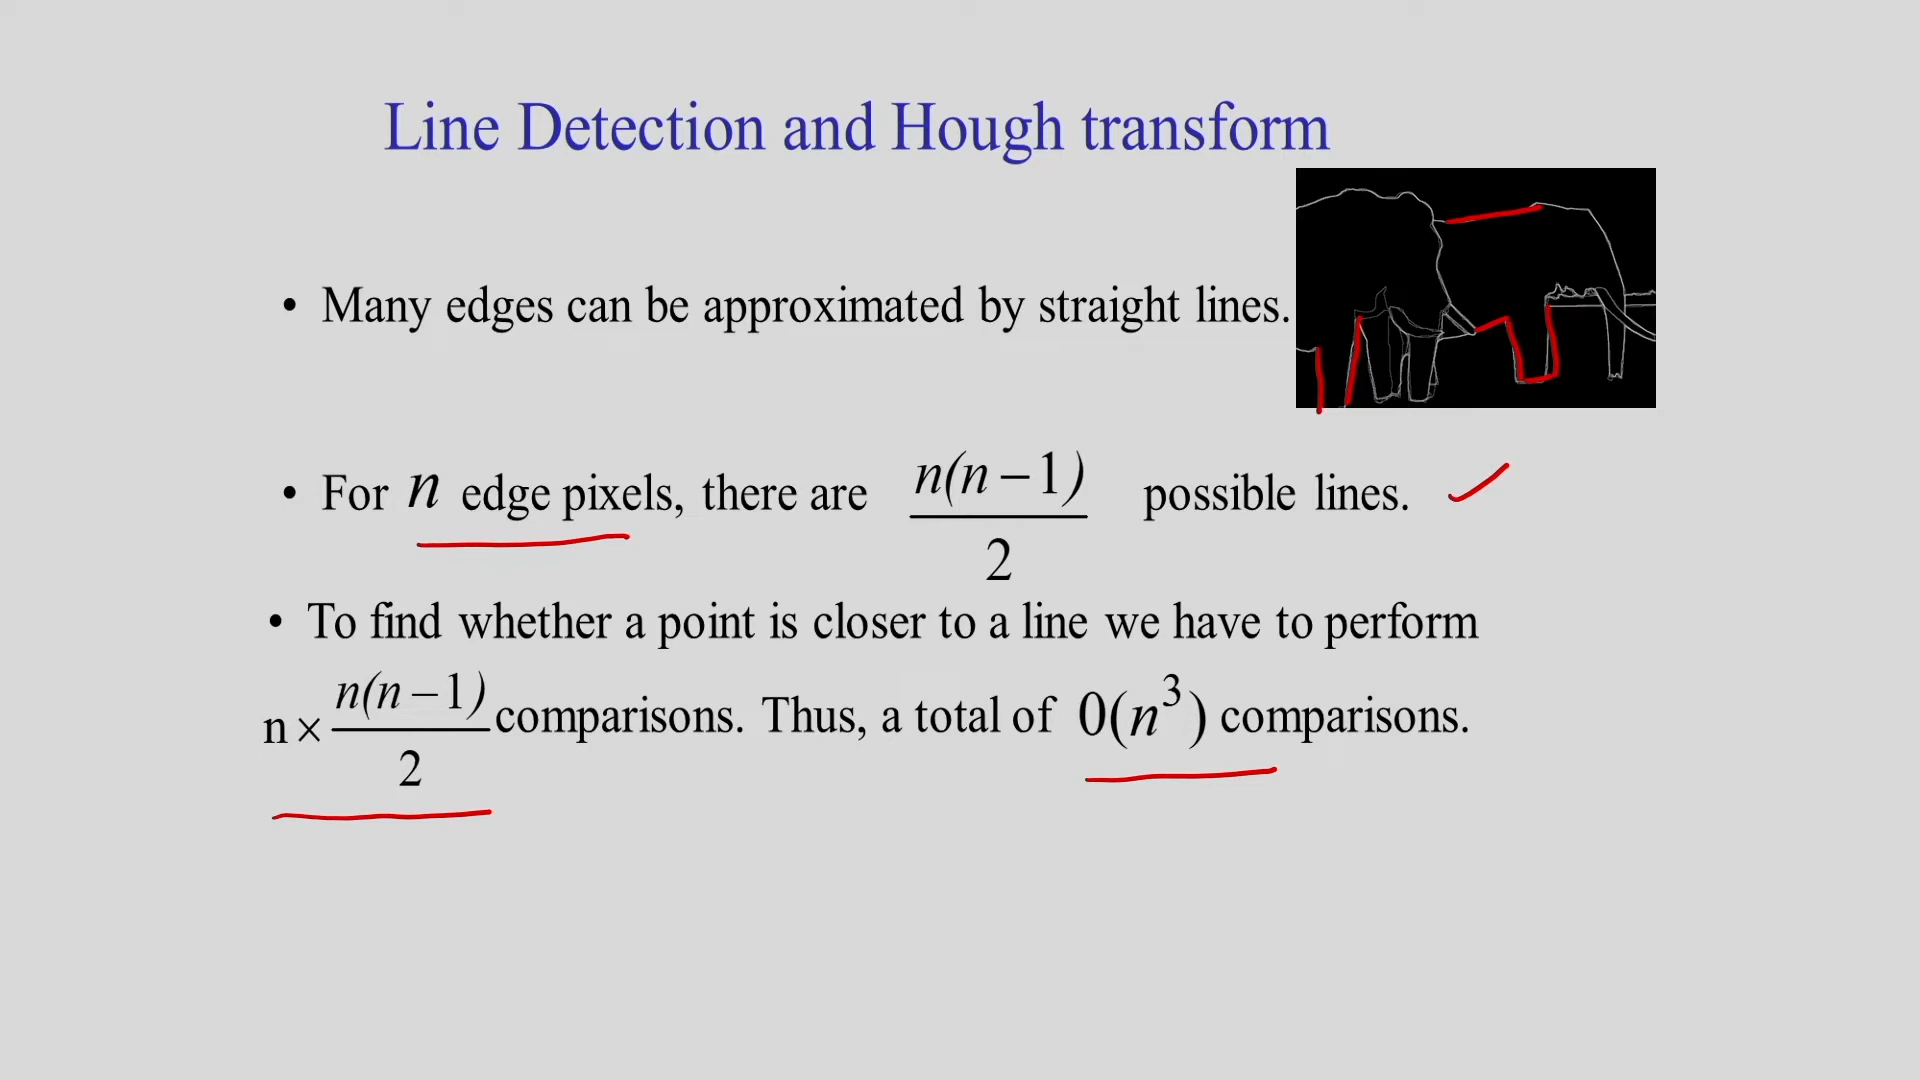 Line Detection and Hough transform
• Many edges can be approximated by straight lines.
• For n edge pixels, there are n(n−1)/2 possible lines.
• To find whether a point is closer to a line we have to perform
n × n(n−1)/2 comparisons. Thus, a total of 0(n³) comparisons.